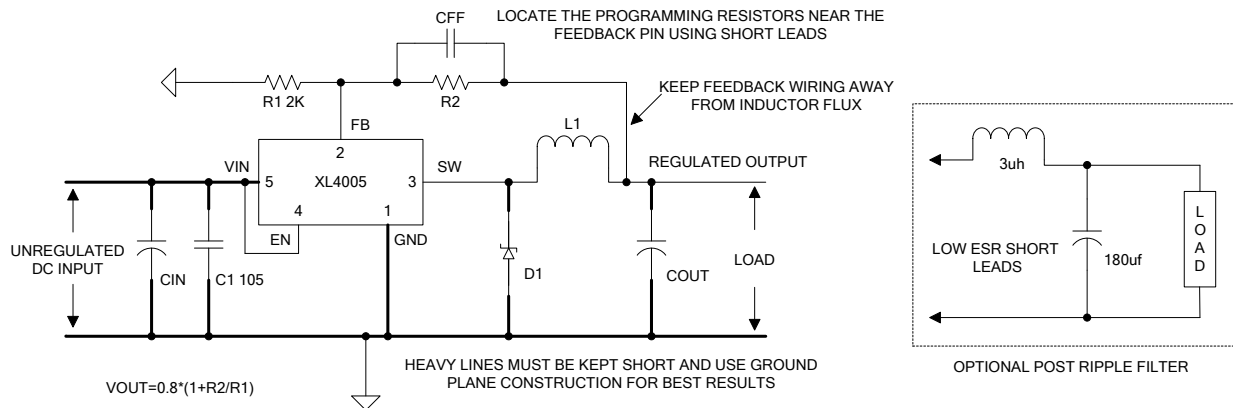 CFF
LOCATE THE PROGRAMMING RESISTORS NEAR THE
FEEDBACK PIN USING SHORT LEADS
R1 2K
R2
KEEP FEEDBACK WIRING AWAY
FROM INDUCTOR FLUX
FB
2
L1
VIN
5
XL4005
3
SW
REGULATED OUTPUT
4
1
EN
GND
UNREGULATED
DC INPUT
CIN
C1 105
D1
COUT
LOAD
HEAVY LINES MUST BE KEPT SHORT AND USE GROUND
PLANE CONSTRUCTION FOR BEST RESULTS
VOUT=0.8*(1+R2/R1)
3uh
LOW ESR SHORT
LEADS
180uf
LOAD
OPTIONAL POST RIPPLE FILTER